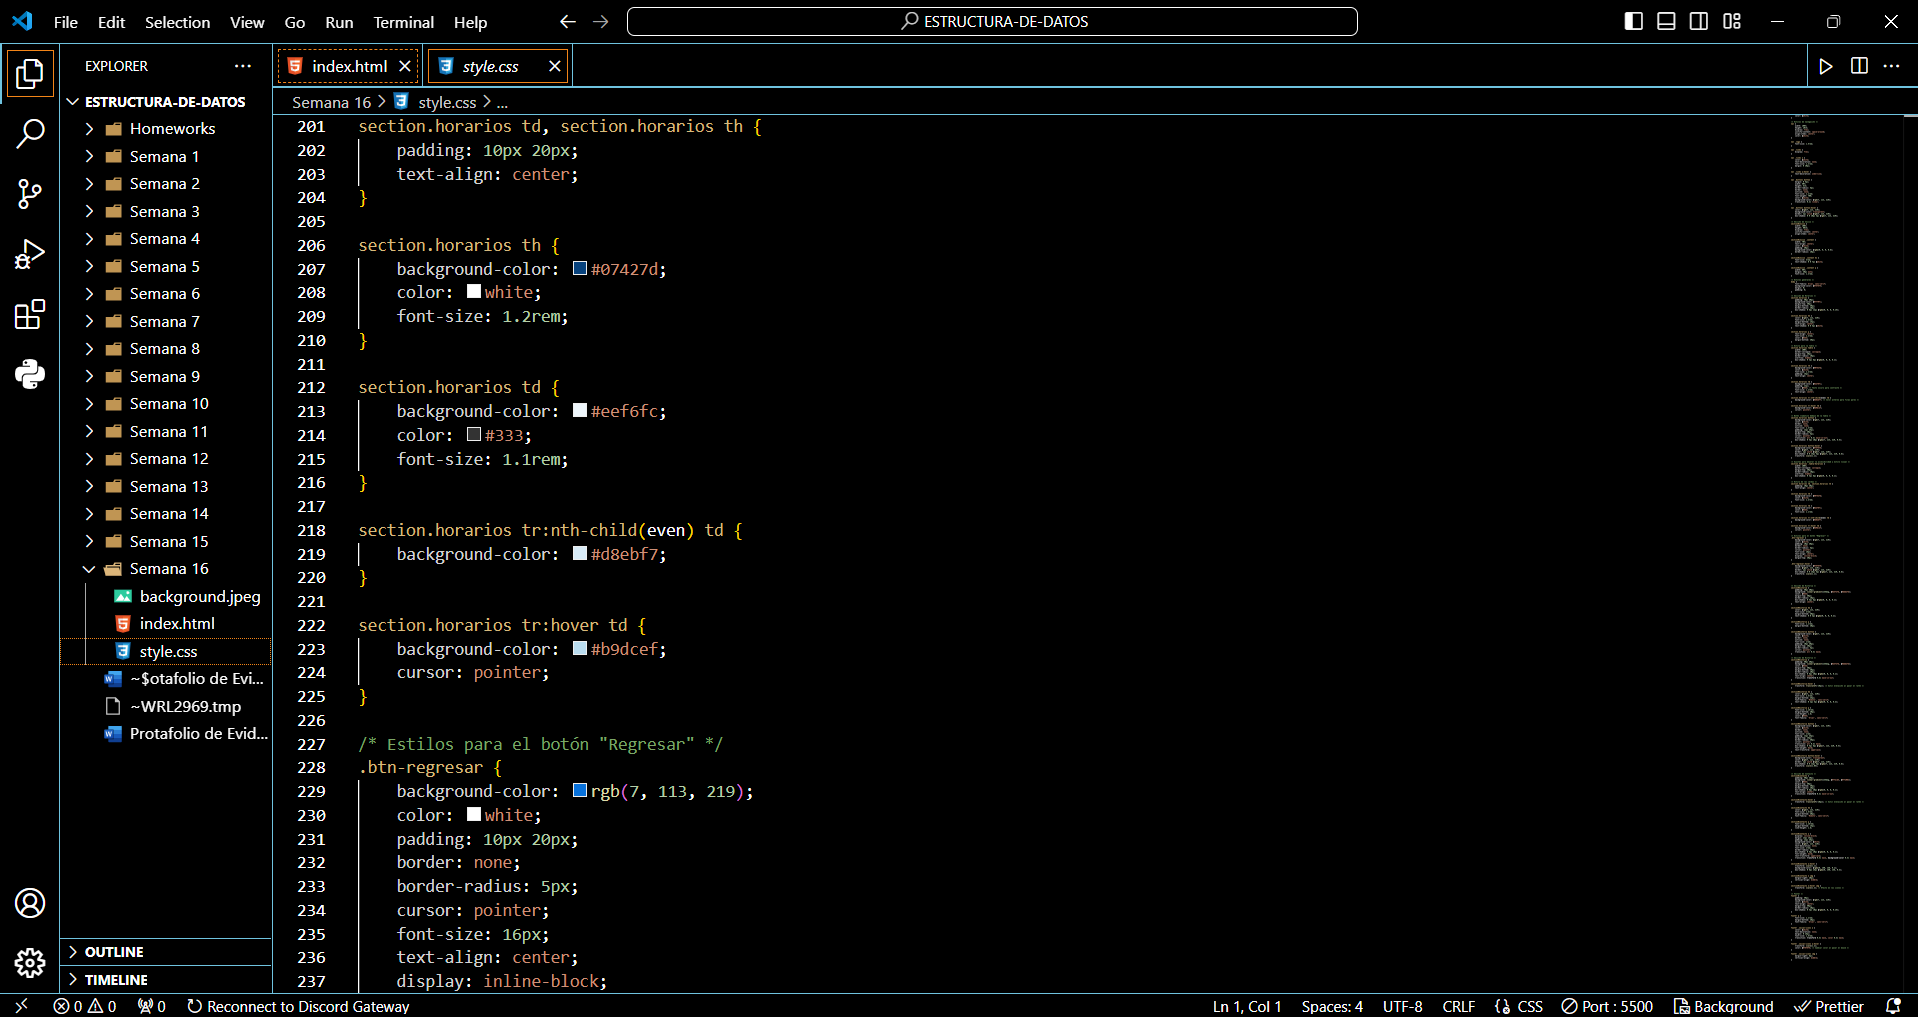 File Edit Selection View Go Run Terminal Help
ESTRUCTURA-DE-DATOS
EXPLORER
index.html
style.css
ESTRUCTURA-DE-DATOS
Homeworks
Semana 1
Semana 2
Semana 3
Semana 4
Semana 5
Semana 6
Semana 7
Semana 8
Semana 9
Semana 10
Semana 11
Semana 12
Semana 13
Semana 14
Semana 15
Semana 16
background.jpeg
index.html
style.css
~$otafolio de Evi...
~WRL2969.tmp
Protafolio de Evid...
OUTLINE
TIMELINE
Semana 16 > style.css > ...
201 section.horarios td, section.horarios th {
202 padding: 10px 20px;
203 text-align: center;
204 }
205
206 section.horarios th {
207 background-color: #07427d;
208 color: white;
209 font-size: 1.2rem;
210 }
211
212 section.horarios td {
213 background-color: #eef6fc;
214 color: #333;
215 font-size: 1.1rem;
216 }
217
218 section.horarios tr:nth-child(even) td {
219 background-color: #d8ebf7;
220 }
221
222 section.horarios tr:hover td {
223 background-color: #b9dcef;
224 cursor: pointer;
225 }
226
227 /* Estilos para el botón "Regresar" */
228 .btn-regresar {
229 background-color: rgb(7, 113, 219);
230 color: white;
231 padding: 10px 20px;
232 border: none;
233 border-radius: 5px;
234 cursor: pointer;
235 font-size: 16px;
236 text-align: center;
237 display: inline-block;
0 0 0 Reconnect to Discord Gateway Ln 1, Col 1 Spaces: 4 UTF-8 CRLF {} CSS Port : 5500 Background Prettier